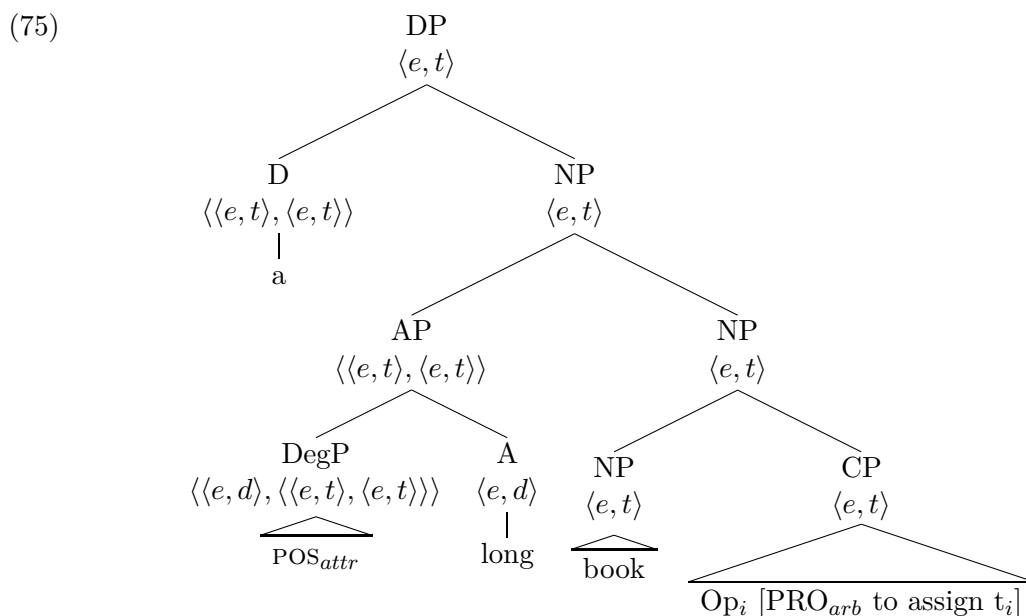 (75)
DP
⟨e, t⟩
D NP
⟨⟨e, t⟩, ⟨e, t⟩⟩ ⟨e, t⟩
a
AP NP
⟨⟨e, t⟩, ⟨e, t⟩⟩ ⟨e, t⟩
DegP A NP CP
⟨⟨e, d⟩, ⟨⟨e, t⟩, ⟨e, t⟩⟩⟩ ⟨e, d⟩ ⟨e, t⟩ ⟨e, t⟩
POS_attr long book
Op_i [PRO_arb to assign t_i]